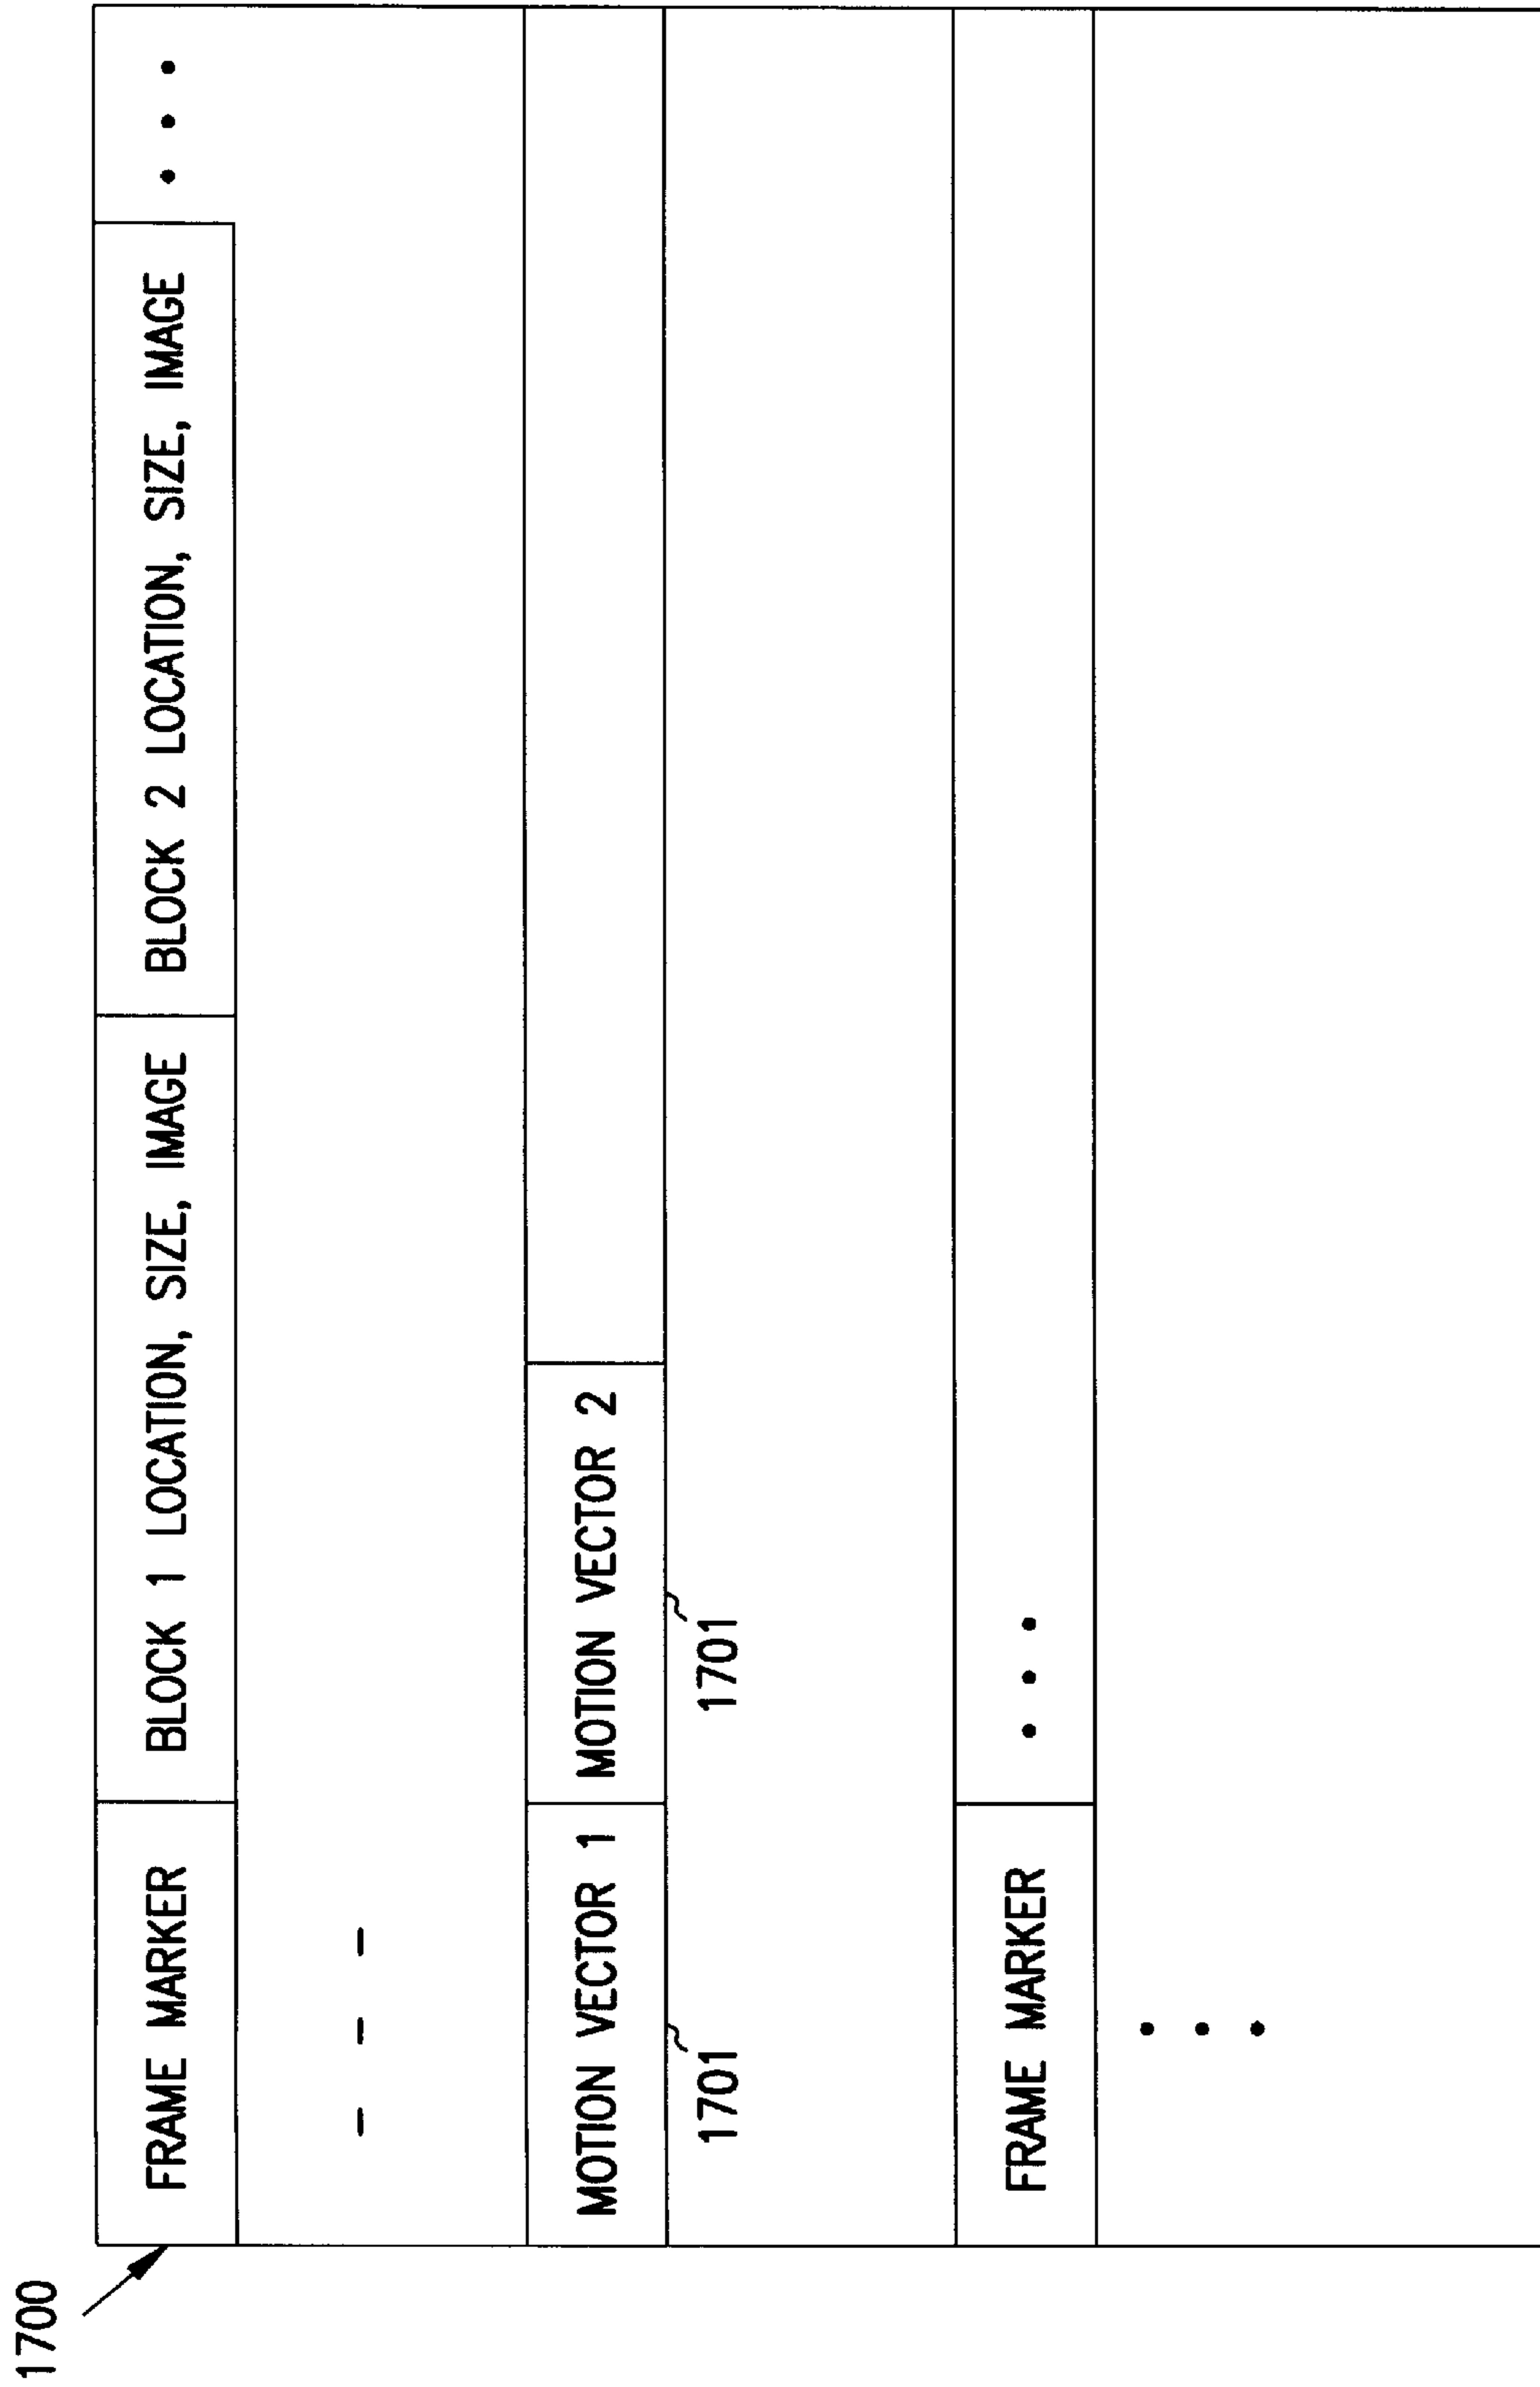 1700
FRAME MARKER BLOCK 1 LOCATION, SIZE, IMAGE BLOCK 2 LOCATION, SIZE, IMAGE • • •
– – –
MOTION VECTOR 1 MOTION VECTOR 2
1701 1701
FRAME MARKER • • •